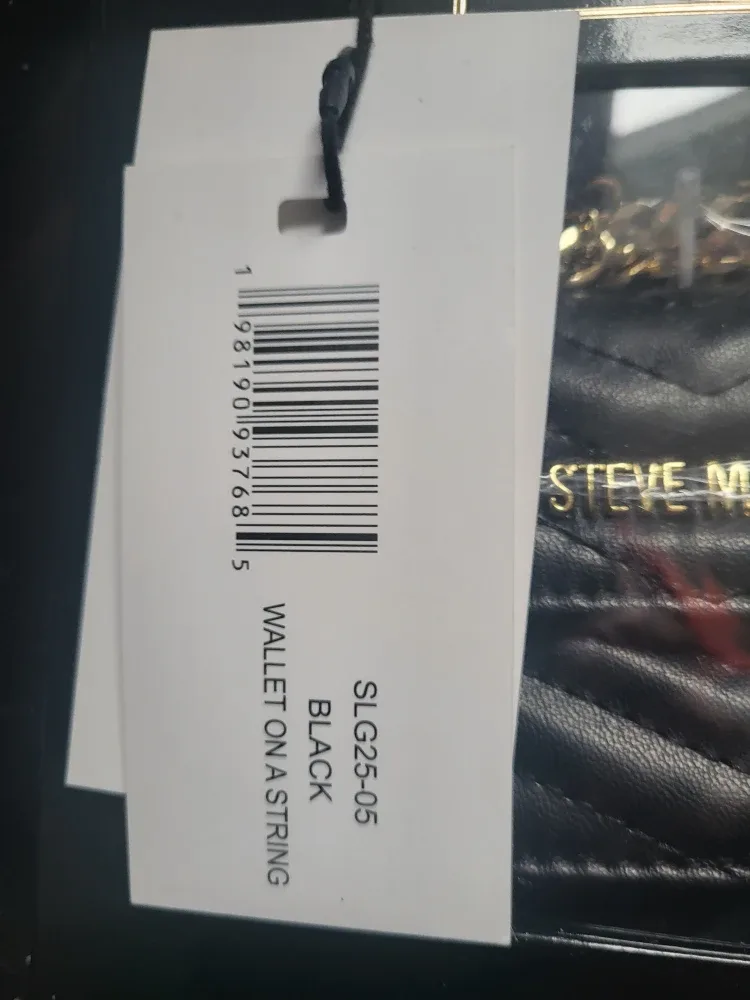 1 98190 93768 5
SLG25-05
BLACK
WALLET ON A STRING
STEVE M